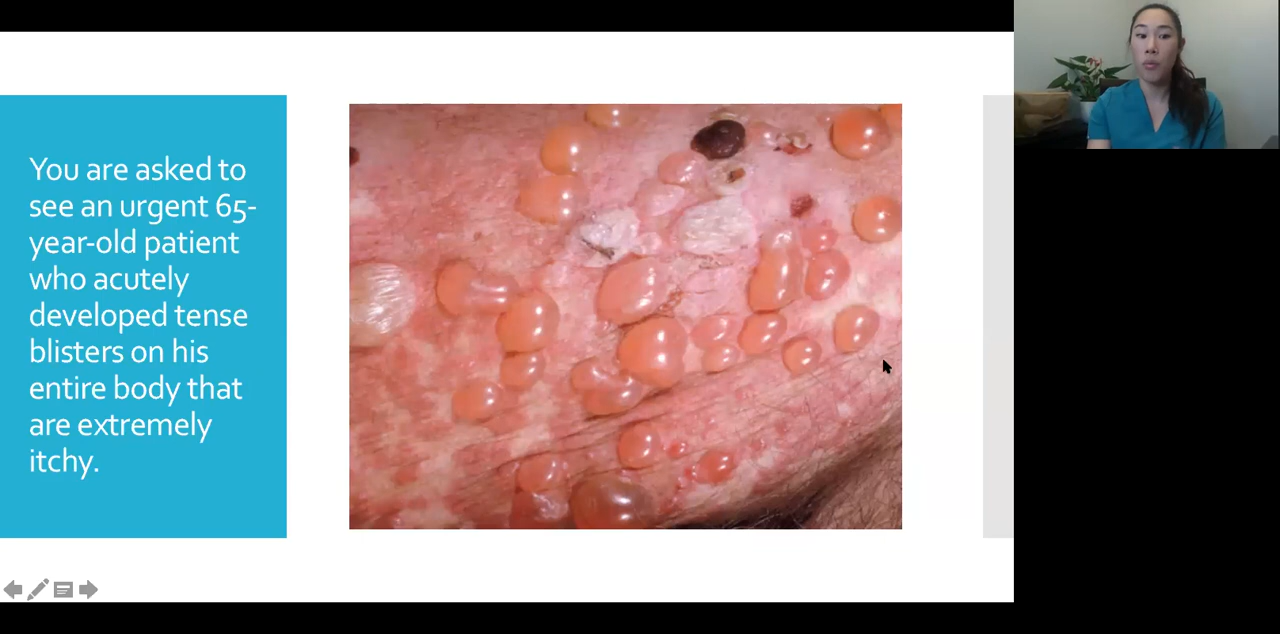 You are asked to
see an urgent 65-
year-old patient
who acutely
developed tense
blisters on his
entire body that
are extremely
itchy.